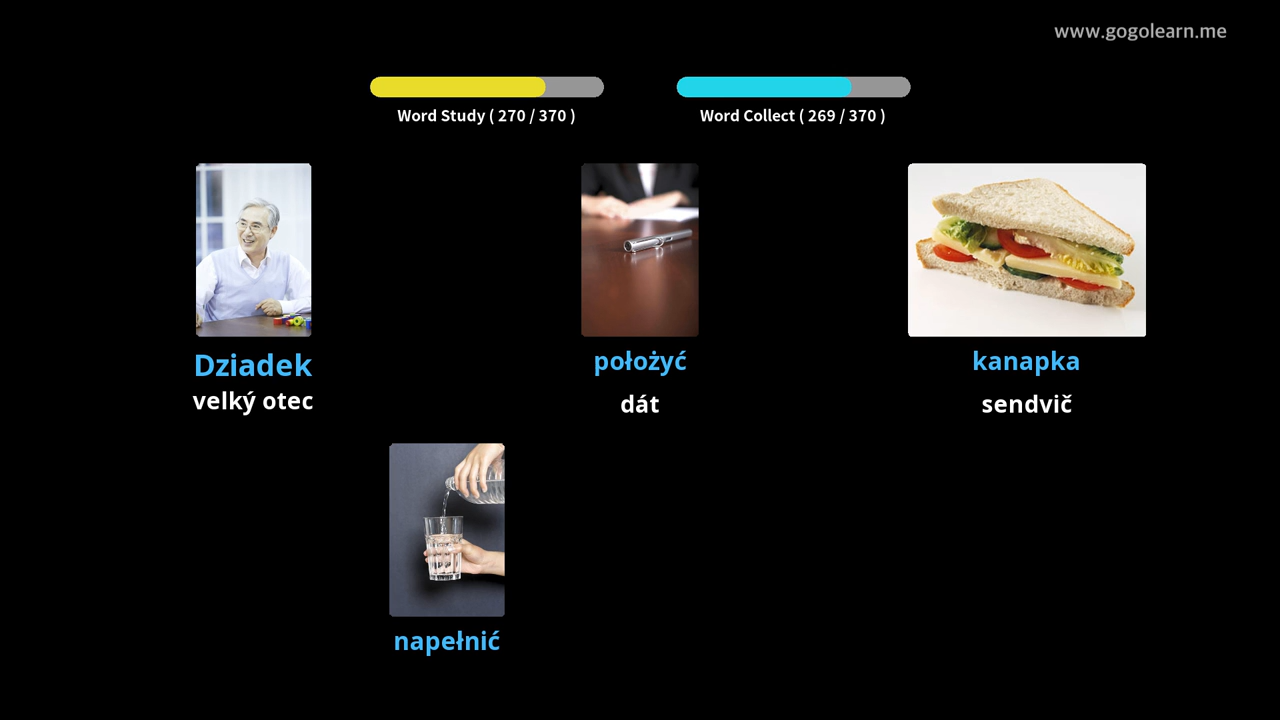 www.gogolearn.me
Word Study ( 270 / 370 )
Word Collect ( 269 / 370 )
Dziadek
velký otec
położyć
dát
kanapka
sendvič
napełnić